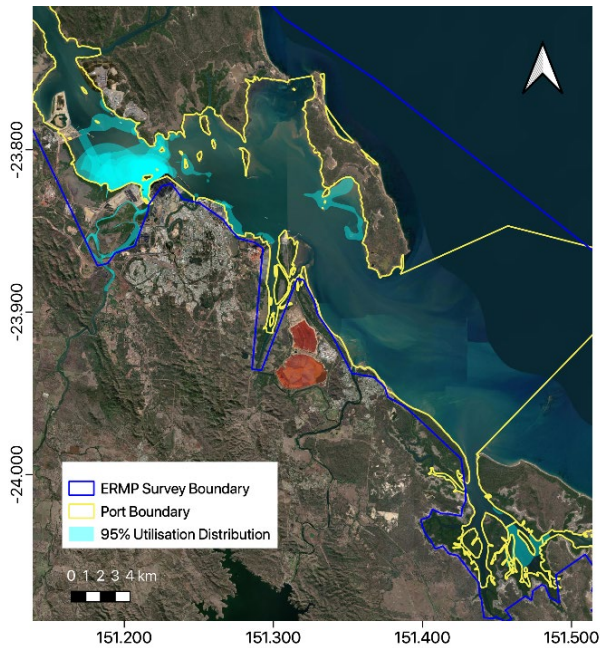 -23.800
-23.900
-24.000
ERMP Survey Boundary
Port Boundary
95% Utilisation Distribution
0 1 2 3 4 km
151.200 151.300 151.400 151.500